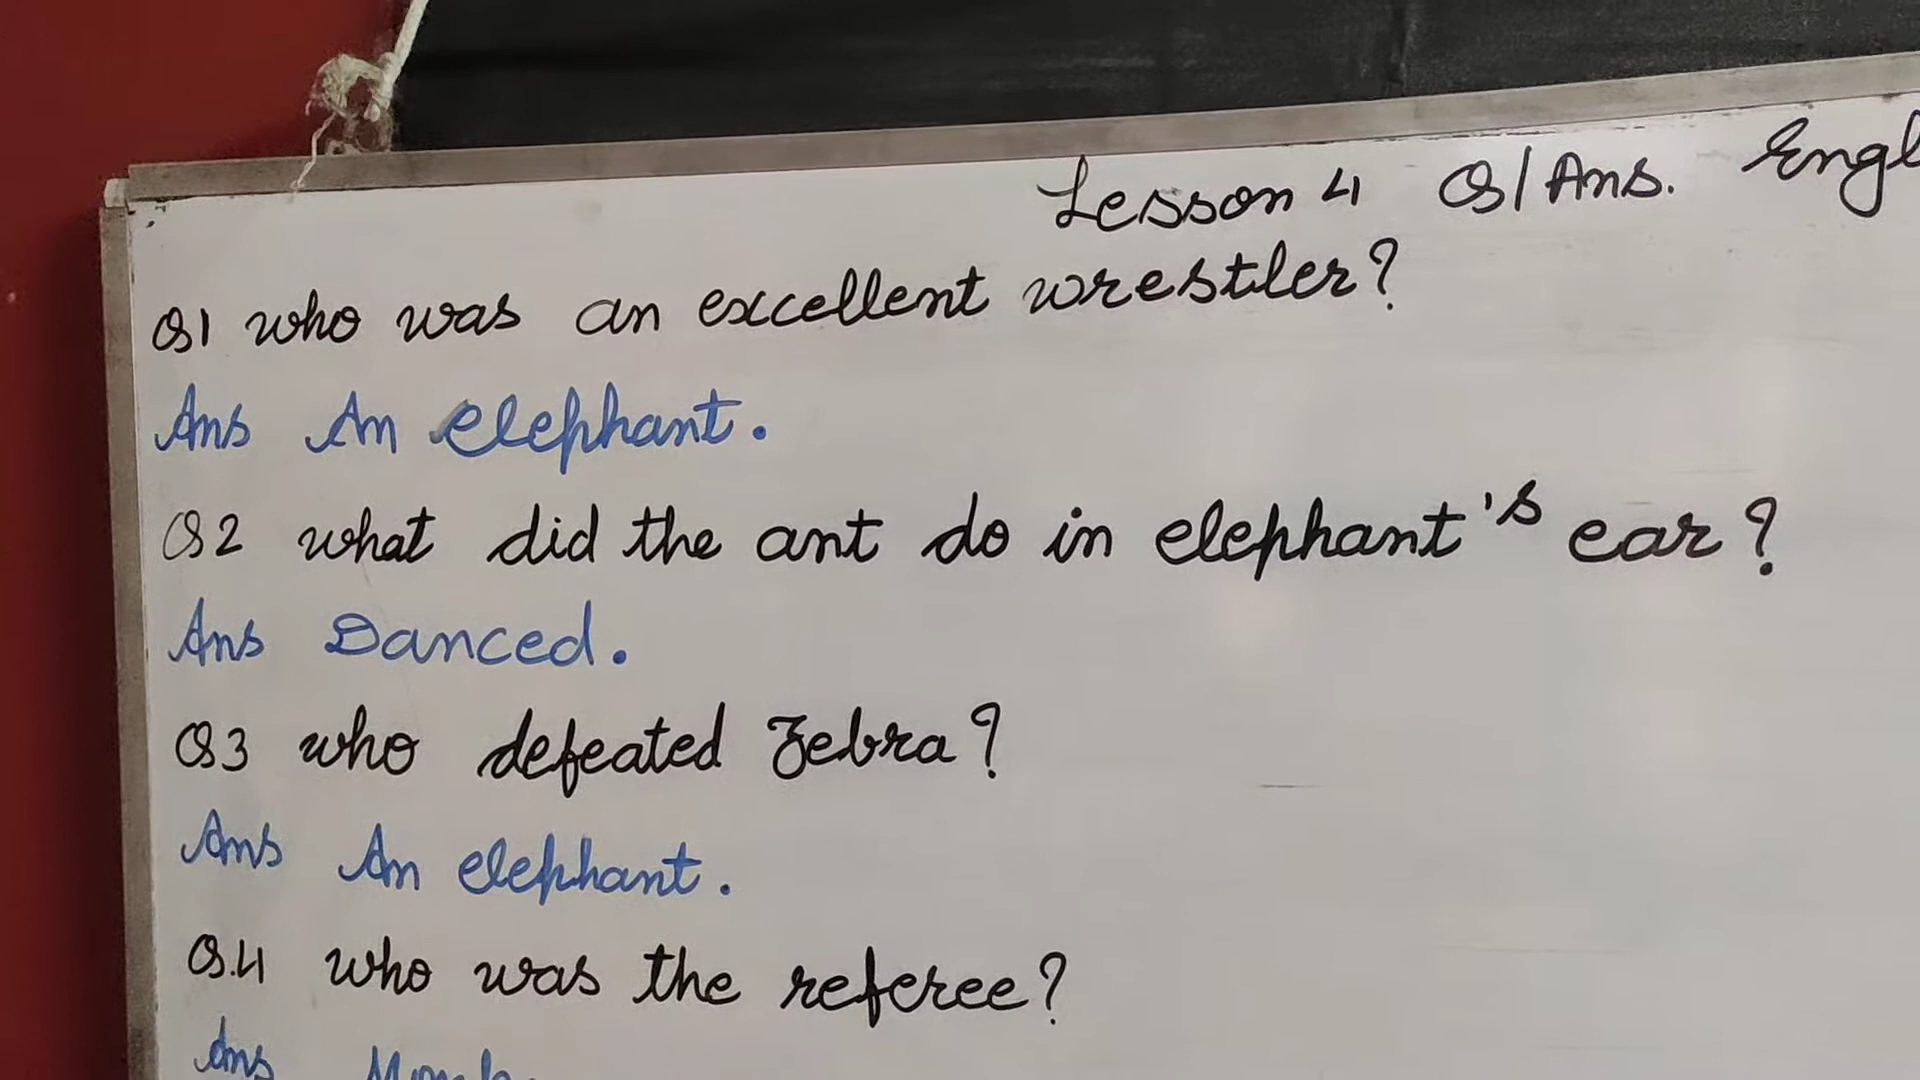 Lesson 4 Q/Ans. Engl
Q1 who was an excellent wrestler?
Ans An elephant.
Q2 what did the ant do in elephant's ear?
Ans Danced.
Q3 who defeated Zebra?
Ans An elephant.
Q.4 who was the referee?
Ans